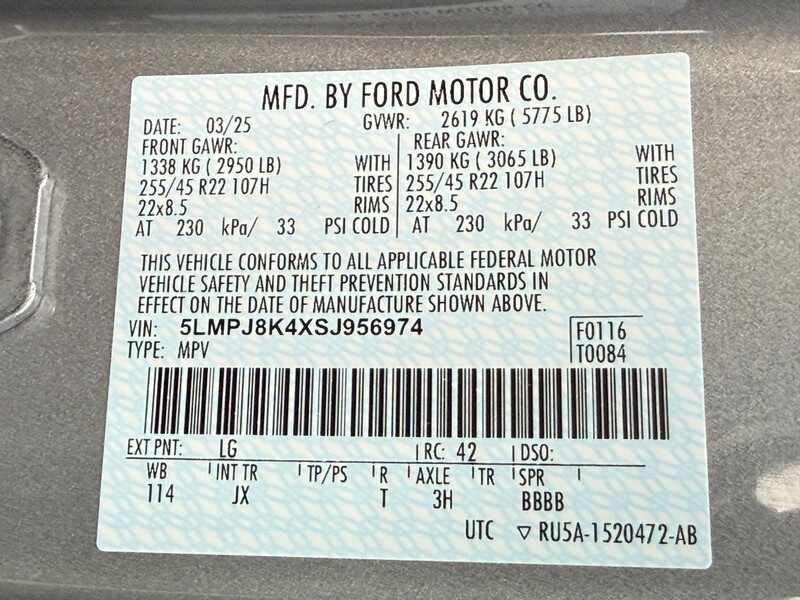 MFD. BY FORD MOTOR CO.
DATE: 03/25 GVWR: 2619 KG ( 5775 LB)
FRONT GAWR: REAR GAWR:
1338 KG ( 2950 LB) WITH 1390 KG ( 3065 LB) WITH
255/45 R22 107H TIRES 255/45 R22 107H TIRES
22x8.5 RIMS 22x8.5 RIMS
AT 230 kPa/ 33 PSI COLD AT 230 kPa/ 33 PSI COLD
THIS VEHICLE CONFORMS TO ALL APPLICABLE FEDERAL MOTOR
VEHICLE SAFETY AND THEFT PREVENTION STANDARDS IN
EFFECT ON THE DATE OF MANUFACTURE SHOWN ABOVE.
VIN: 5LMPJ8K4XSJ956974 F0116
TYPE: MPV T0084
EXT PNT: LG RC: 42 DSO:
WB INT TR TP/PS R AXLE TR SPR
114 JX T 3H BBBB
UTC ▽ RU5A-1520472-AB